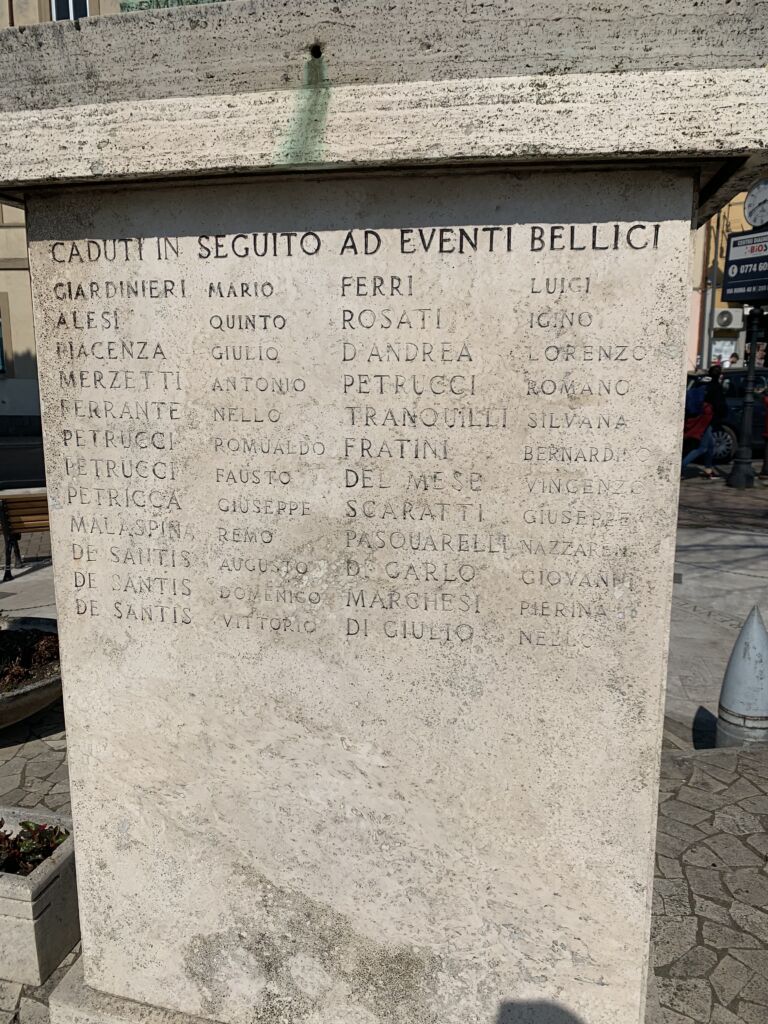 CADUTI IN SEGUITO AD EVENTI BELLICI
GIARDINIERI MARIO FERRI LUIGI
ALESI QUINTO ROSATI IGINO
PIACENZA GIULIO D'ANDREA LORENZO
MERZETTI ANTONIO PETRUCCI ROMANO
FERRANTE NELLO TRANQUILLI SILVANA
PETRUCCI ROMUALDO FRATINI BERNARDINO
PETRUCCI FAUSTO DEL MESE VINCENZO
PETRICCA GIUSEPPE SCARATTI GIUSEPPE
MALASPINA REMO PASQUARELLI
DE SANTIS AUGUSTO DI CARLO GIOVANNI
DE SANTIS DOMENICO MARCHESI PIERINA
DE SANTIS VITTORIO DI GIULIO NELLO
0774 60